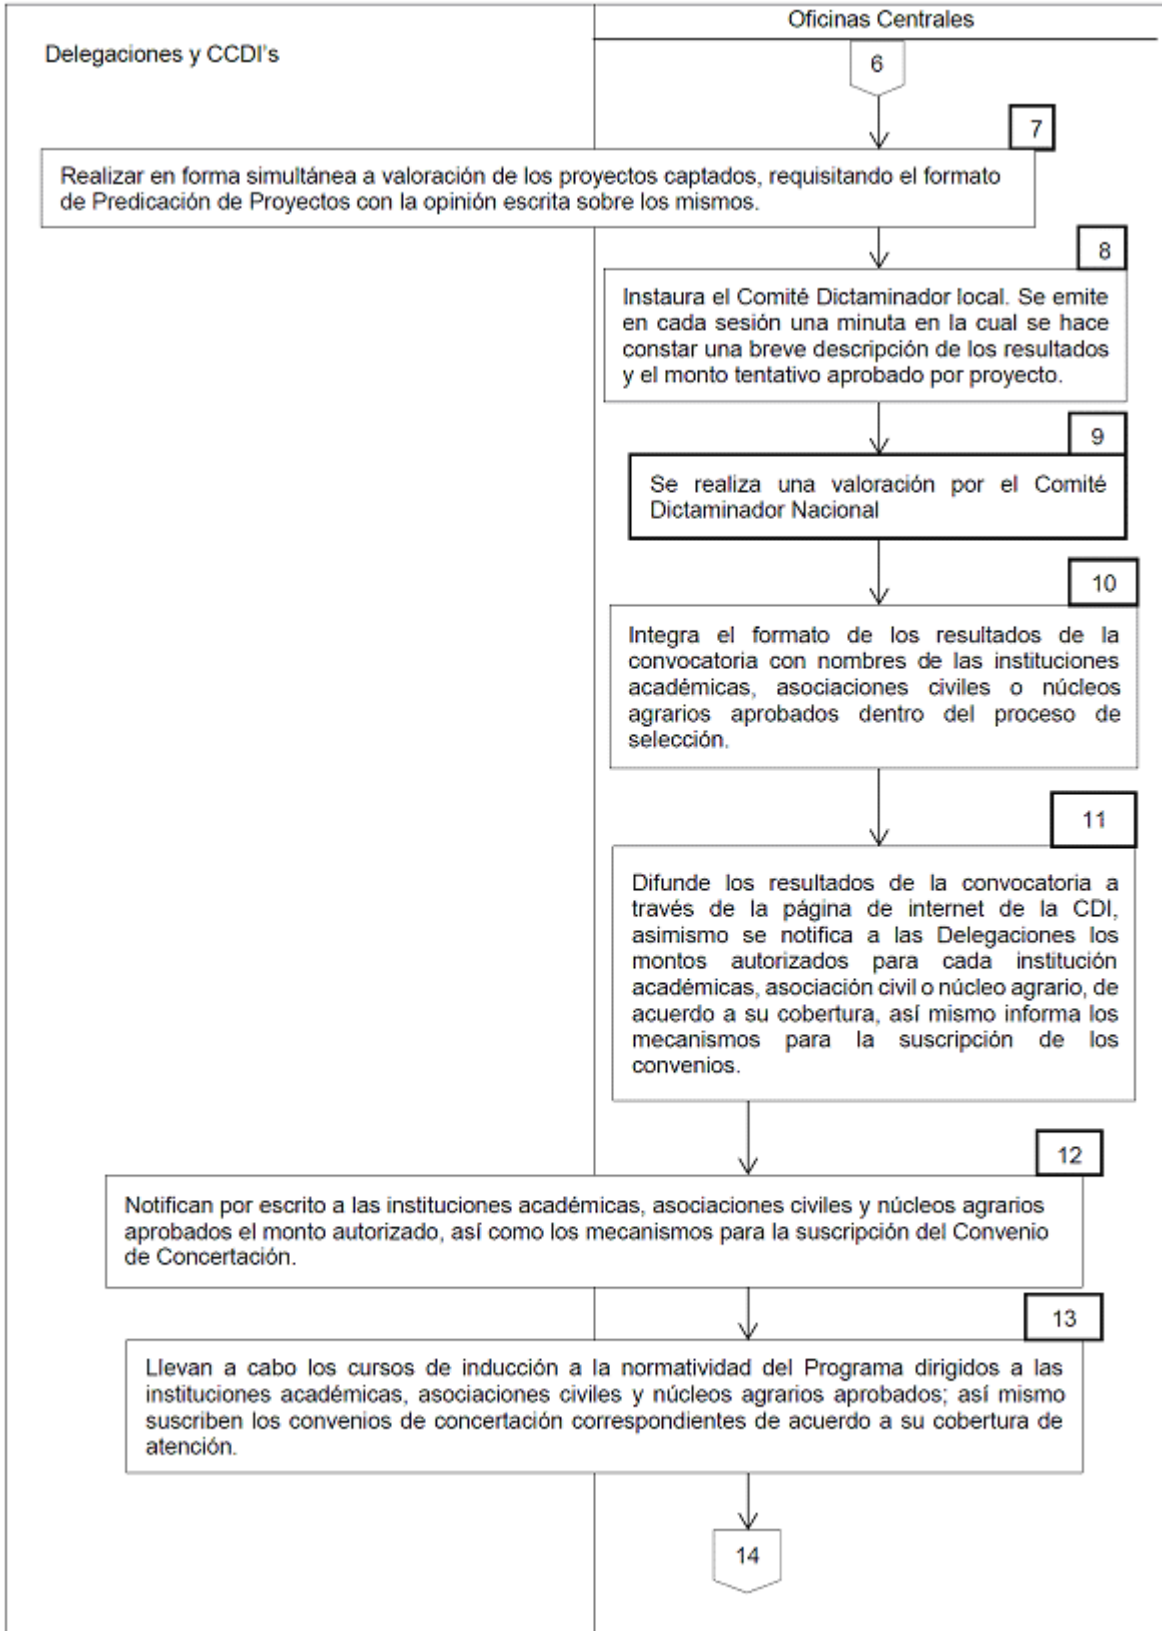 Oficinas Centrales
Delegaciones y CCDI's
6
7
Realizar en forma simultánea a valoración de los proyectos captados, requisitando el formato
de Predicación de Proyectos con la opinión escrita sobre los mismos.
8
Instaura el Comité Dictaminador local. Se emite
en cada sesión una minuta en la cual se hace
constar una breve descripción de los resultados
y el monto tentativo aprobado por proyecto.
9
Se realiza una valoración por el Comité
Dictaminador Nacional
10
Integra el formato de los resultados de la
convocatoria con nombres de las instituciones
académicas, asociaciones civiles o núcleos
agrarios aprobados dentro del proceso de
selección.
11
Difunde los resultados de la convocatoria a
través de la página de internet de la CDI,
asimismo se notifica a las Delegaciones los
montos autorizados para cada institución
académicas, asociación civil o núcleo agrario, de
acuerdo a su cobertura, así mismo informa los
mecanismos para la suscripción de los
convenios.
12
Notifican por escrito a las instituciones académicas, asociaciones civiles y núcleos agrarios
aprobados el monto autorizado, así como los mecanismos para la suscripción del Convenio
de Concertación.
13
Llevan a cabo los cursos de inducción a la normatividad del Programa dirigidos a las
instituciones académicas, asociaciones civiles y núcleos agrarios aprobados; así mismo
suscriben los convenios de concertación correspondientes de acuerdo a su cobertura de
atención.
14